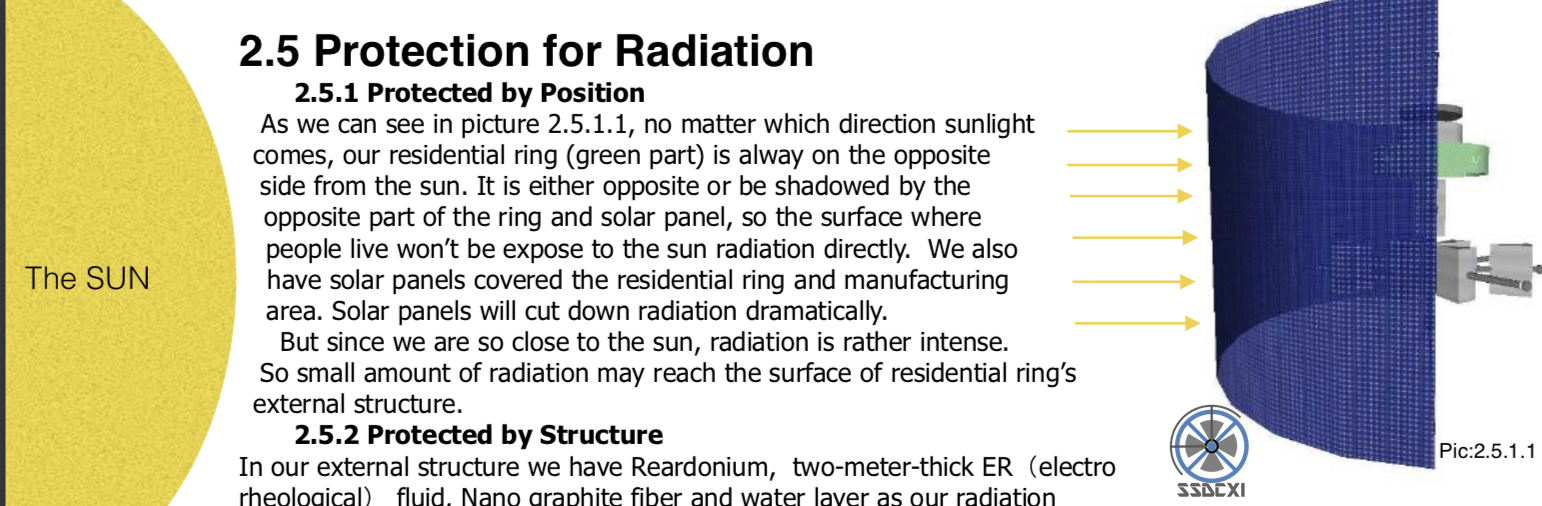 2.5 Protection for Radiation
2.5.1 Protected by Position
As we can see in picture 2.5.1.1, no matter which direction sunlight
comes, our residential ring (green part) is alway on the opposite
side from the sun. It is either opposite or be shadowed by the
opposite part of the ring and solar panel, so the surface where
people live won't be expose to the sun radiation directly.  We also
have solar panels covered the residential ring and manufacturing
area. Solar panels will cut down radiation dramatically.
But since we are so close to the sun, radiation is rather intense.
So small amount of radiation may reach the surface of residential ring's
external structure.
2.5.2 Protected by Structure
In our external structure we have Reardonium,  two-meter-thick ER（electro
rheological） fluid, Nano graphite fiber and water layer as our radiation
The SUN
Pic:2.5.1.1
SSDCXI